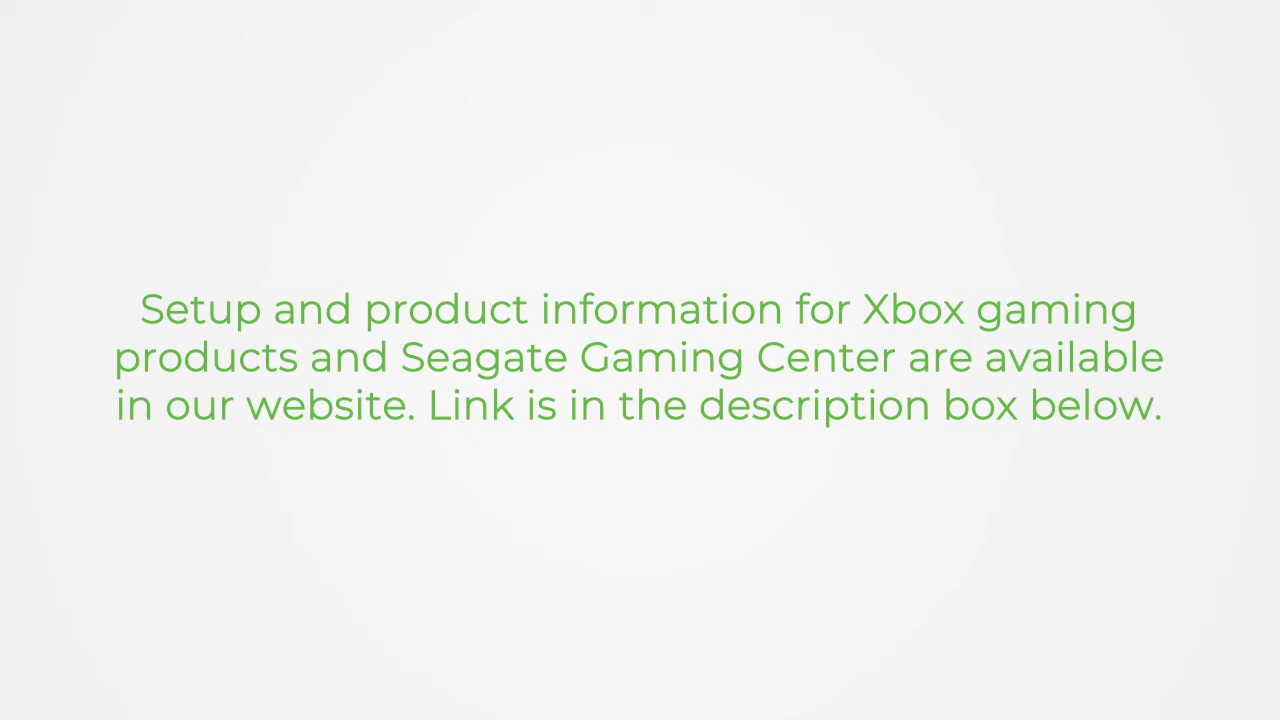 Setup and product information for Xbox gaming
products and Seagate Gaming Center are available
in our website. Link is in the description box below.